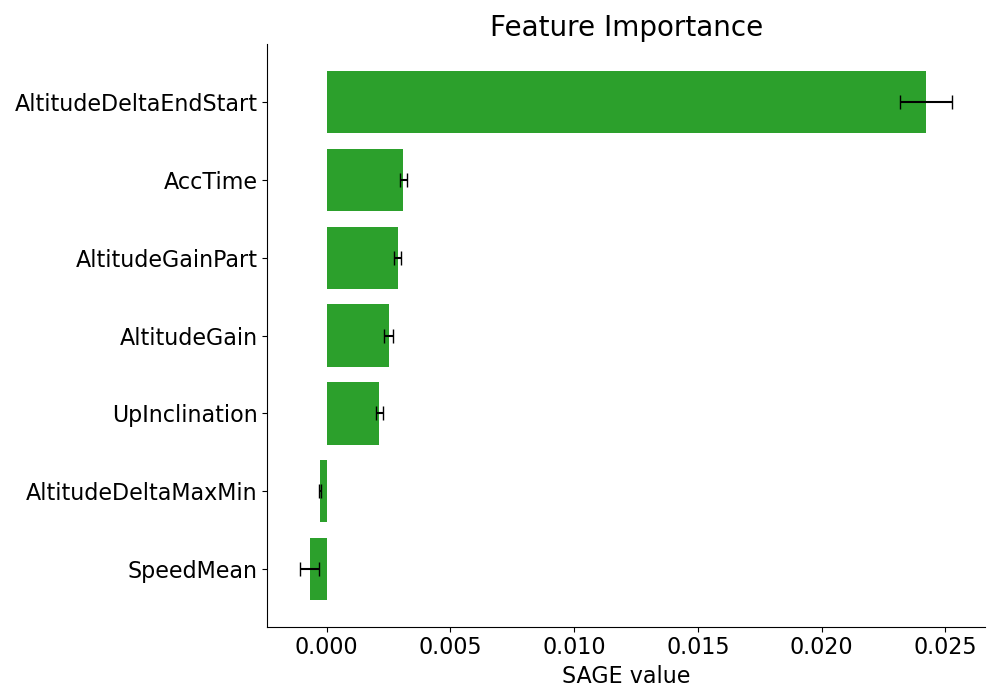 Feature Importance
AltitudeDeltaEndStart
AccTime
AltitudeGainPart
AltitudeGain
UpInclination
AltitudeDeltaMaxMin
SpeedMean
0.000 0.005 0.010 0.015 0.020 0.025
SAGE value